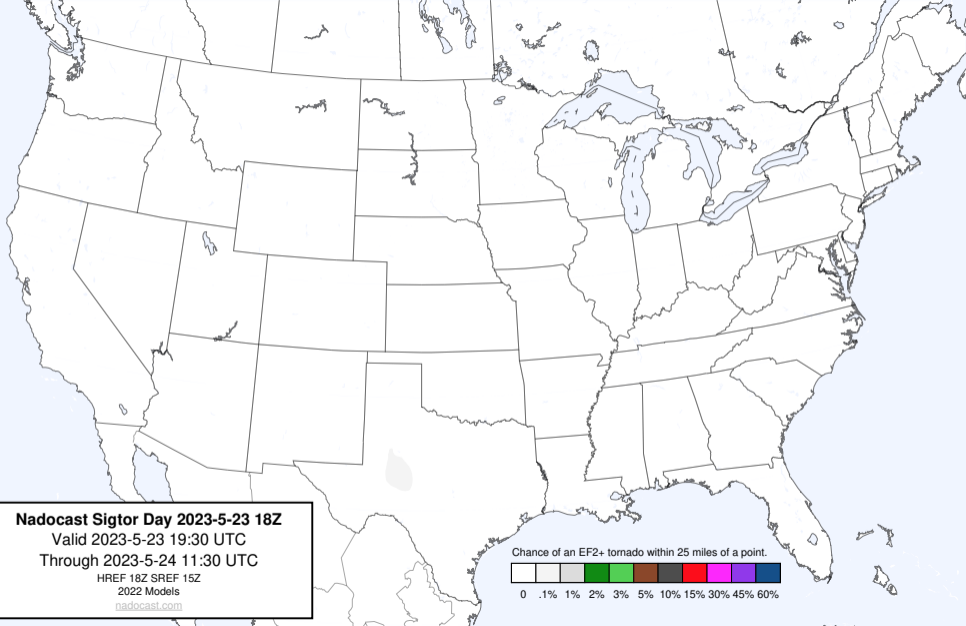 Nadocast Sigtor Day 2023-5-23 18Z
Valid 2023-5-23 19:30 UTC
Through 2023-5-24 11:30 UTC
HREF 18Z SREF 15Z
2022 Models
nadocast.com
Chance of an EF2+ tornado within 25 miles of a point.
0 .1% 1% 2% 3% 5% 10% 15% 30% 45% 60%